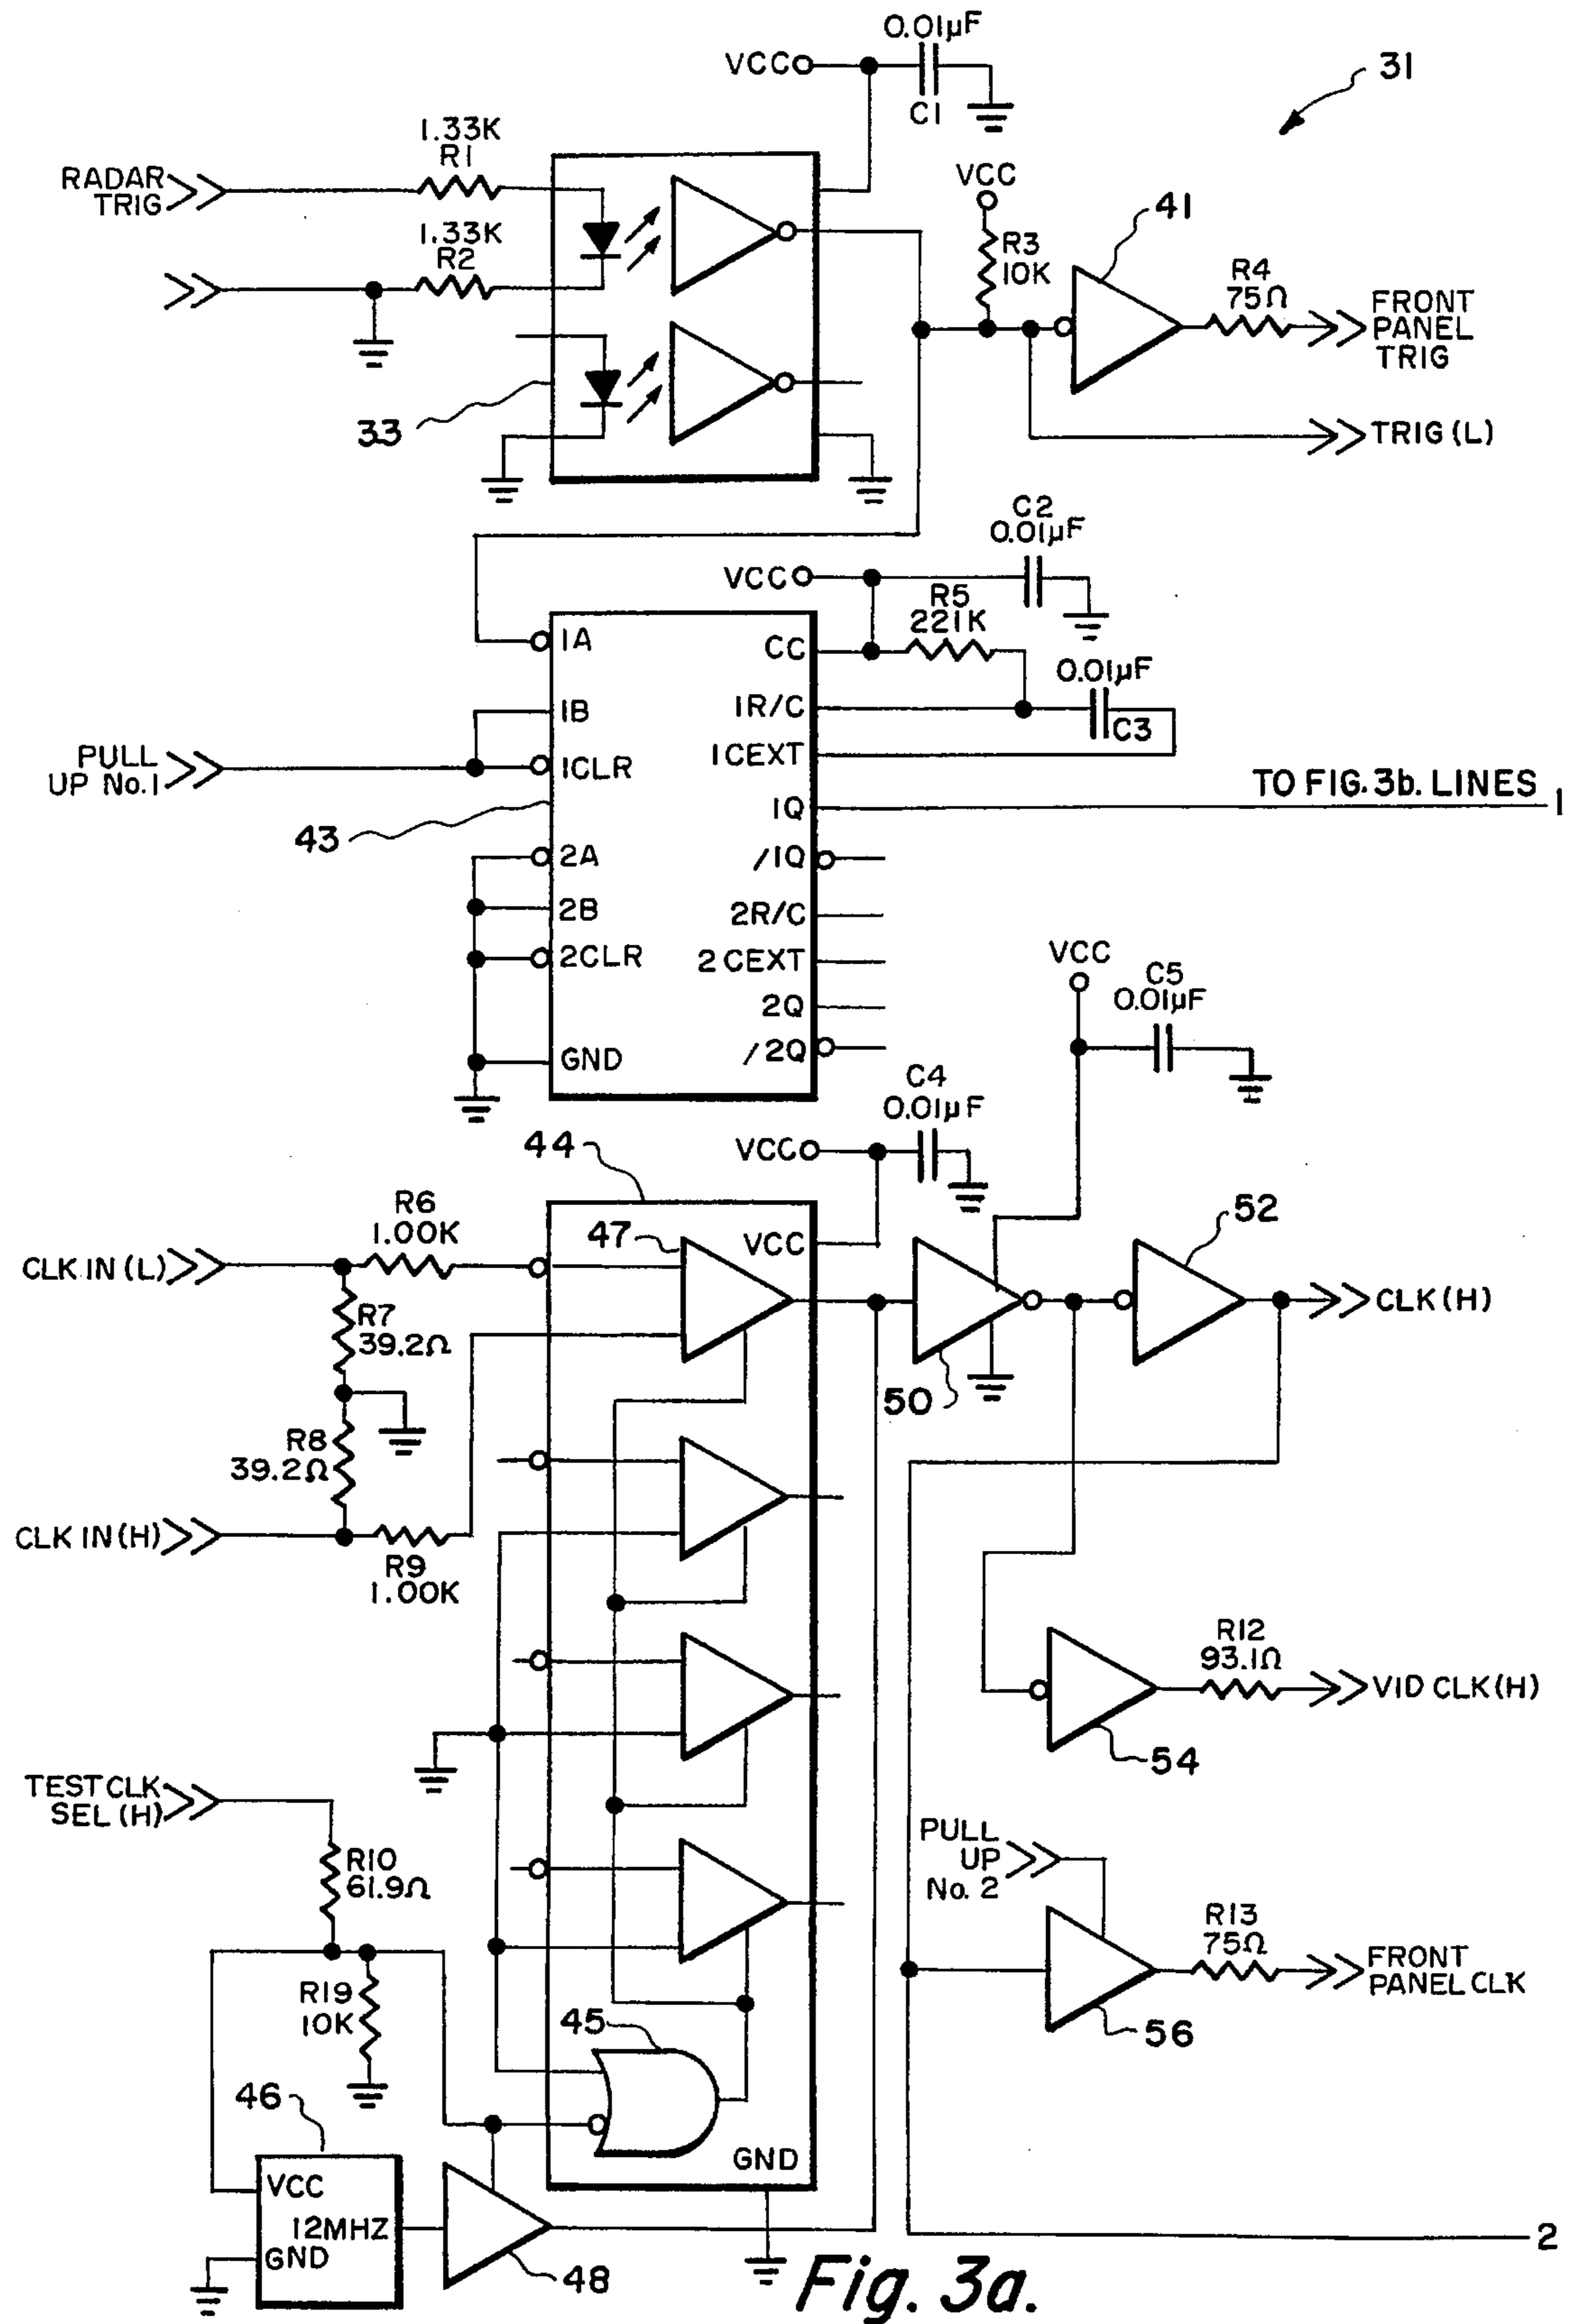 0.01µF
VCC
C1
31
1.33K
R1
RADAR
TRIG
1.33K
R2
VCC
R3
10K
41
R4
75Ω
FRONT
PANEL
TRIG
33
TRIG (L)
C2
0.01µF
VCC
R5
221K
1A
CC
0.01µF
1B
1R/C
C3
PULL
UP No.1
1CLR
1CEXT
TO FIG. 3b. LINES 1
1Q
43
2A
/1Q
2B
2R/C
2CLR
2CEXT
VCC
C5
0.01µF
2Q
GND
/2Q
C4
0.01µF
44
VCC
R6
1.00K
47
VCC
52
CLK IN (L)
CLK (H)
R7
39.2Ω
50
R8
39.2Ω
CLK IN (H)
R9
1.00K
R12
93.1Ω
VID CLK (H)
54
TEST CLK
SEL (H)
PULL
UP
No. 2
R10
61.9Ω
R13
75Ω
FRONT
PANEL CLK
R19
10K
45
56
46
GND
VCC
12MHZ
GND
2
48
Fig. 3a.